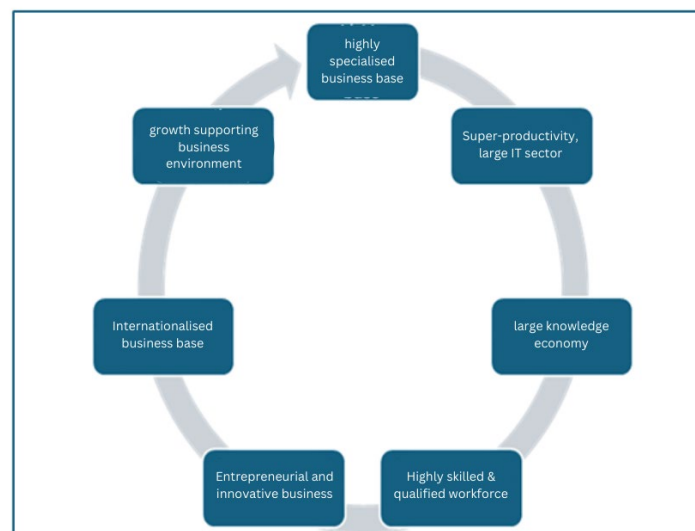 highly
specialised
business base
Super-productivity,
large IT sector
large knowledge
economy
Highly skilled &
qualified workforce
Entrepreneurial and
innovative business
Internationalised
business base
growth supporting
business
environment